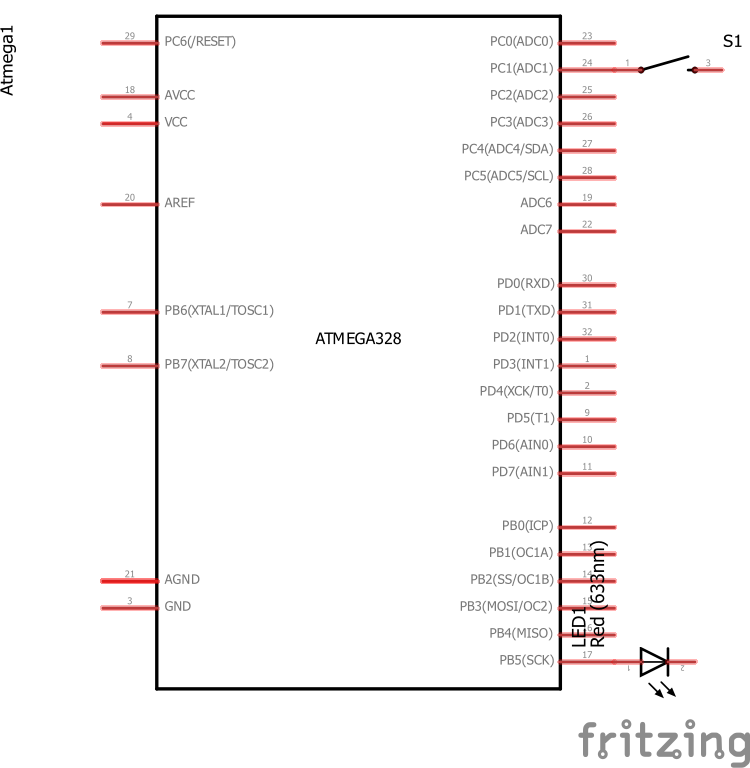 Atmega1
29 PC6(/RESET)
18 AVCC
4 VCC
20 AREF
7 PB6(XTAL1/TOSC1)
8 PB7(XTAL2/TOSC2)
21 AGND
3 GND
ATMEGA328
PC0(ADC0) 23
PC1(ADC1) 24 1 3
S1
PC2(ADC2) 25
PC3(ADC3) 26
PC4(ADC4/SDA) 27
PC5(ADC5/SCL) 28
ADC6 19
ADC7 22
PD0(RXD) 30
PD1(TXD) 31
PD2(INT0) 32
PD3(INT1) 1
PD4(XCK/T0) 2
PD5(T1) 9
PD6(AIN0) 10
PD7(AIN1) 11
PB0(ICP) 12
PB1(OC1A) 13
PB2(SS/OC1B) 14
PB3(MOSI/OC2) 15
PB4(MISO)
PB5(SCK) 17 1 2
LED1
Red (633nm)
fritzing